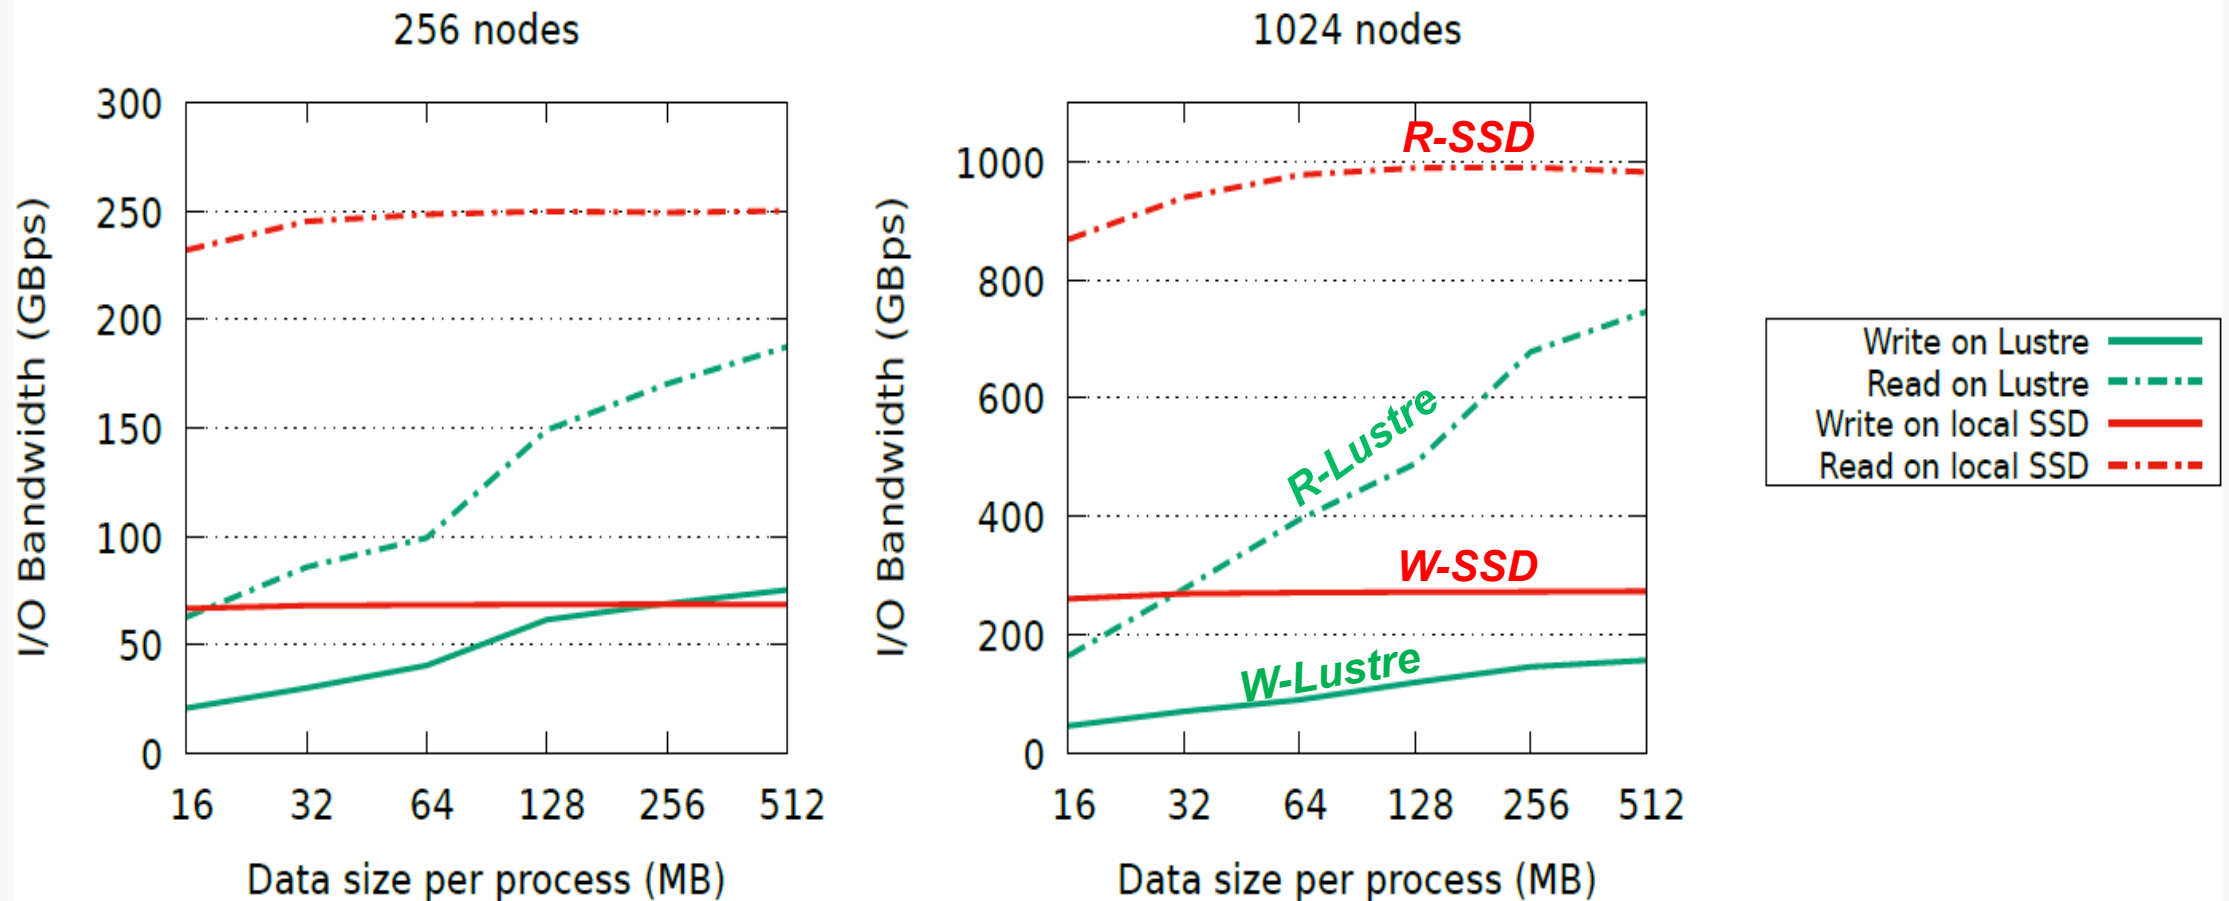 256 nodes
300
250
200
150
100
50
0
I/O Bandwidth (GBps)
16 32 64 128 256 512
Data size per process (MB)
1024 nodes
1000
800
600
400
200
0
I/O Bandwidth (GBps)
R-SSD
R-Lustre
W-SSD
W-Lustre
16 32 64 128 256 512
Data size per process (MB)
Write on Lustre
Read on Lustre
Write on local SSD
Read on local SSD